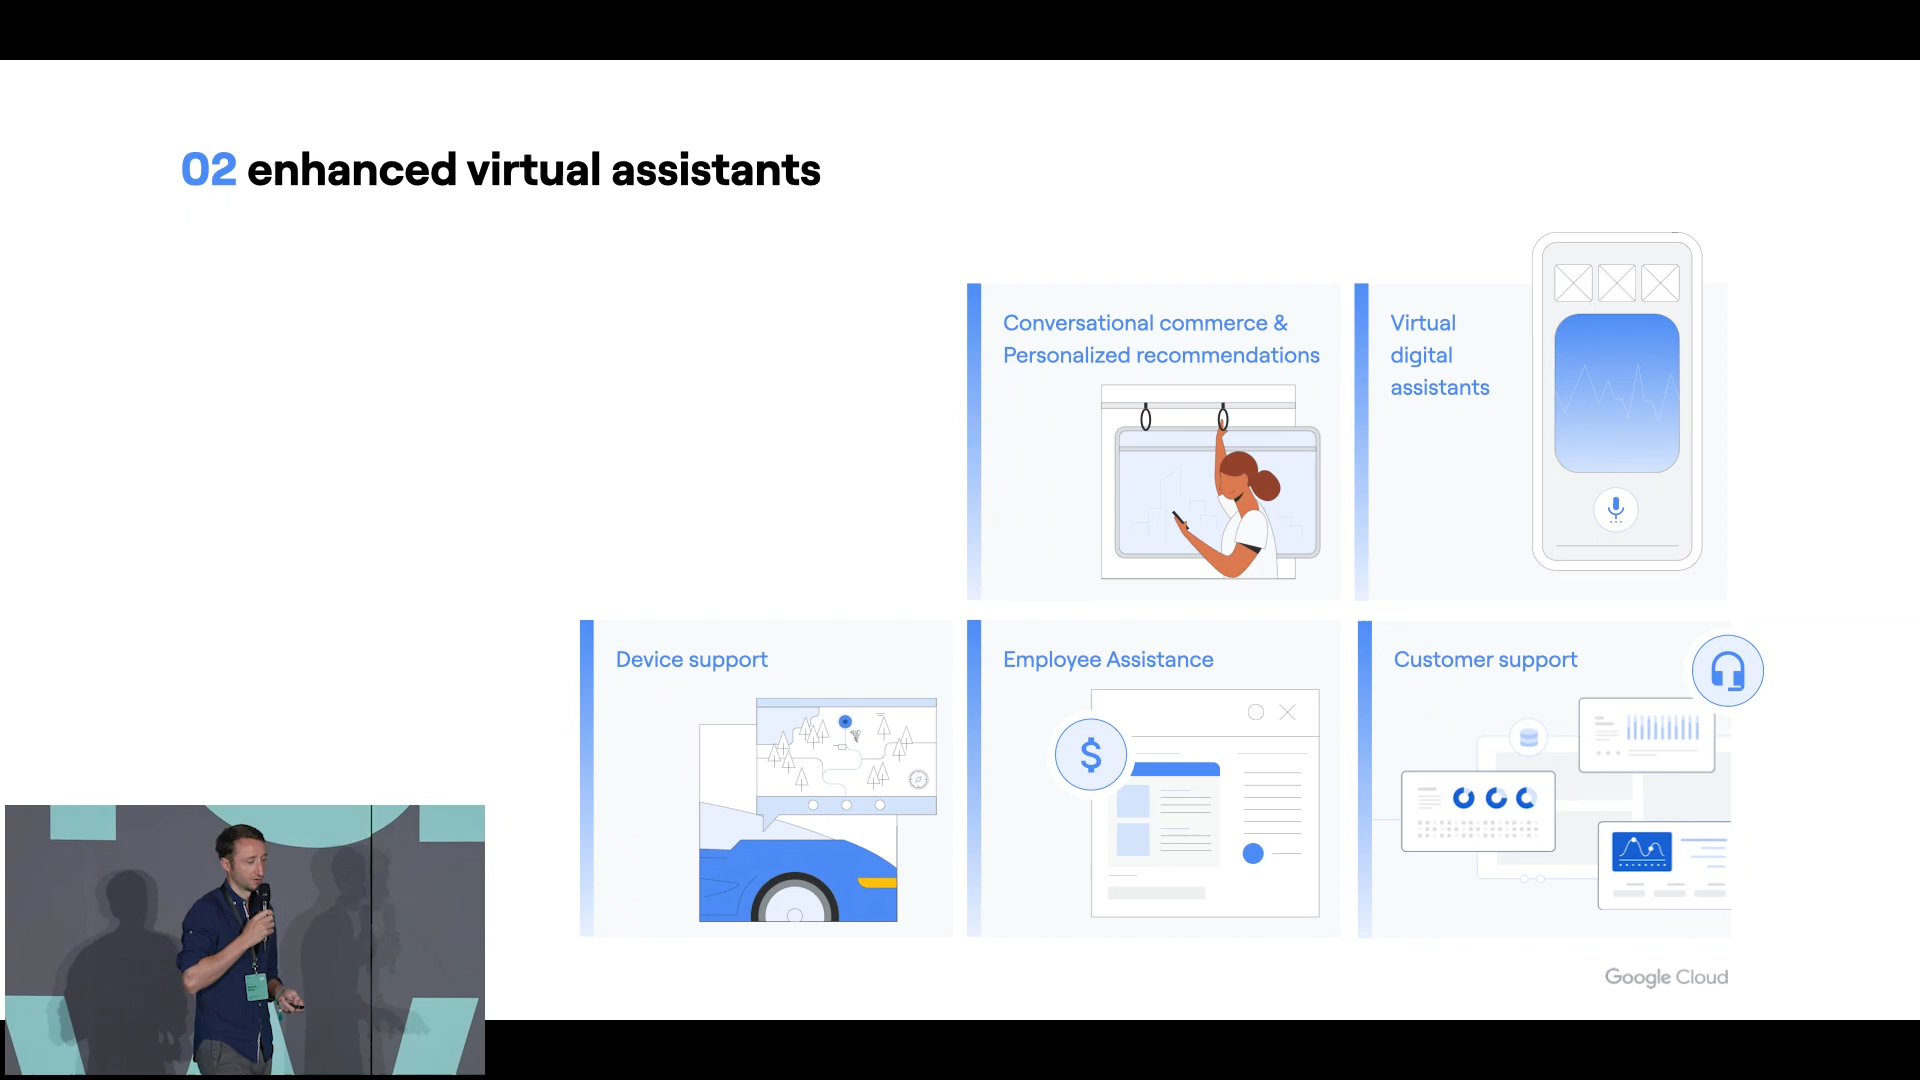 02 enhanced virtual assistants
Conversational commerce &
Personalized recommendations
Virtual
digital
assistants
Device support
Employee Assistance
$
Customer support
Google Cloud